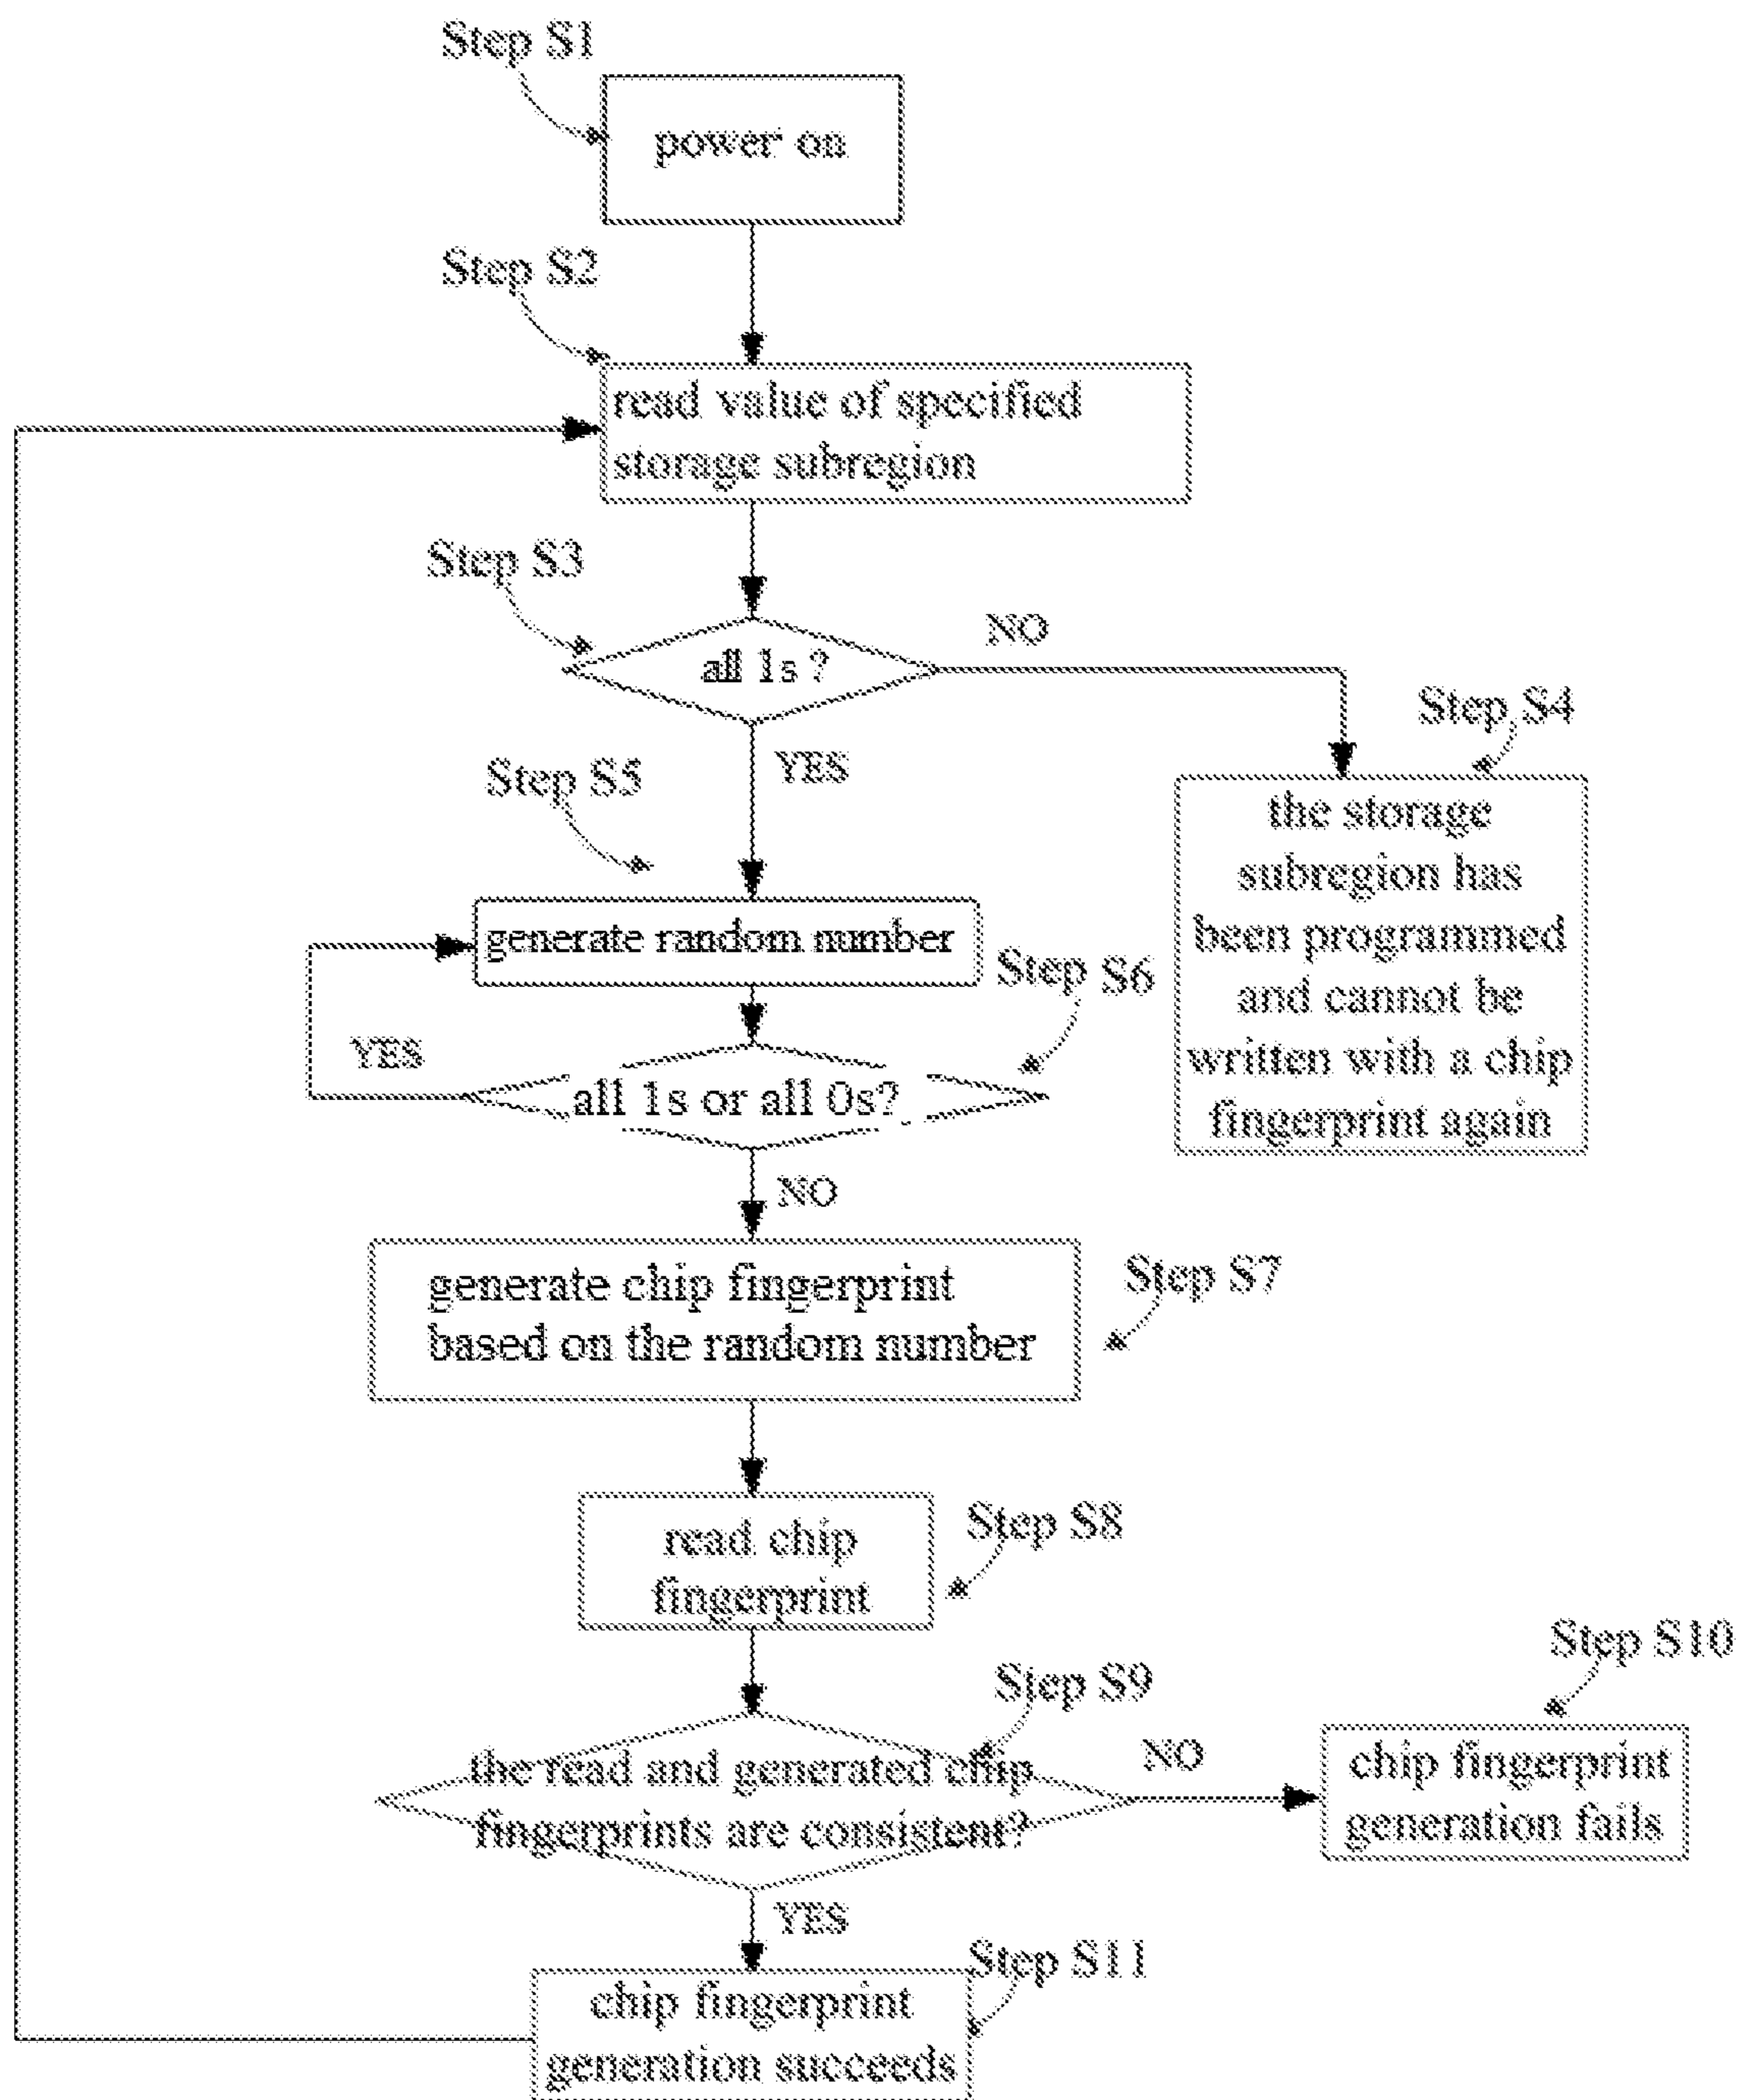 Step S1
power on
Step S2
read value of specified
storage subregion
Step S3
all 1s ?
NO
YES
Step S4
the storage
subregion has
been programmed
and cannot be
written with a chip
fingerprint again
Step S5
generate random number
Step S6
YES
all 1s or all 0s?
NO
generate chip fingerprint
based on the random number
Step S7
read chip
fingerprint
Step S8
Step S9
the read and generated chip
fingerprints are consistent?
NO
Step S10
chip fingerprint
generation fails
YES
Step S11
chip fingerprint
generation succeeds